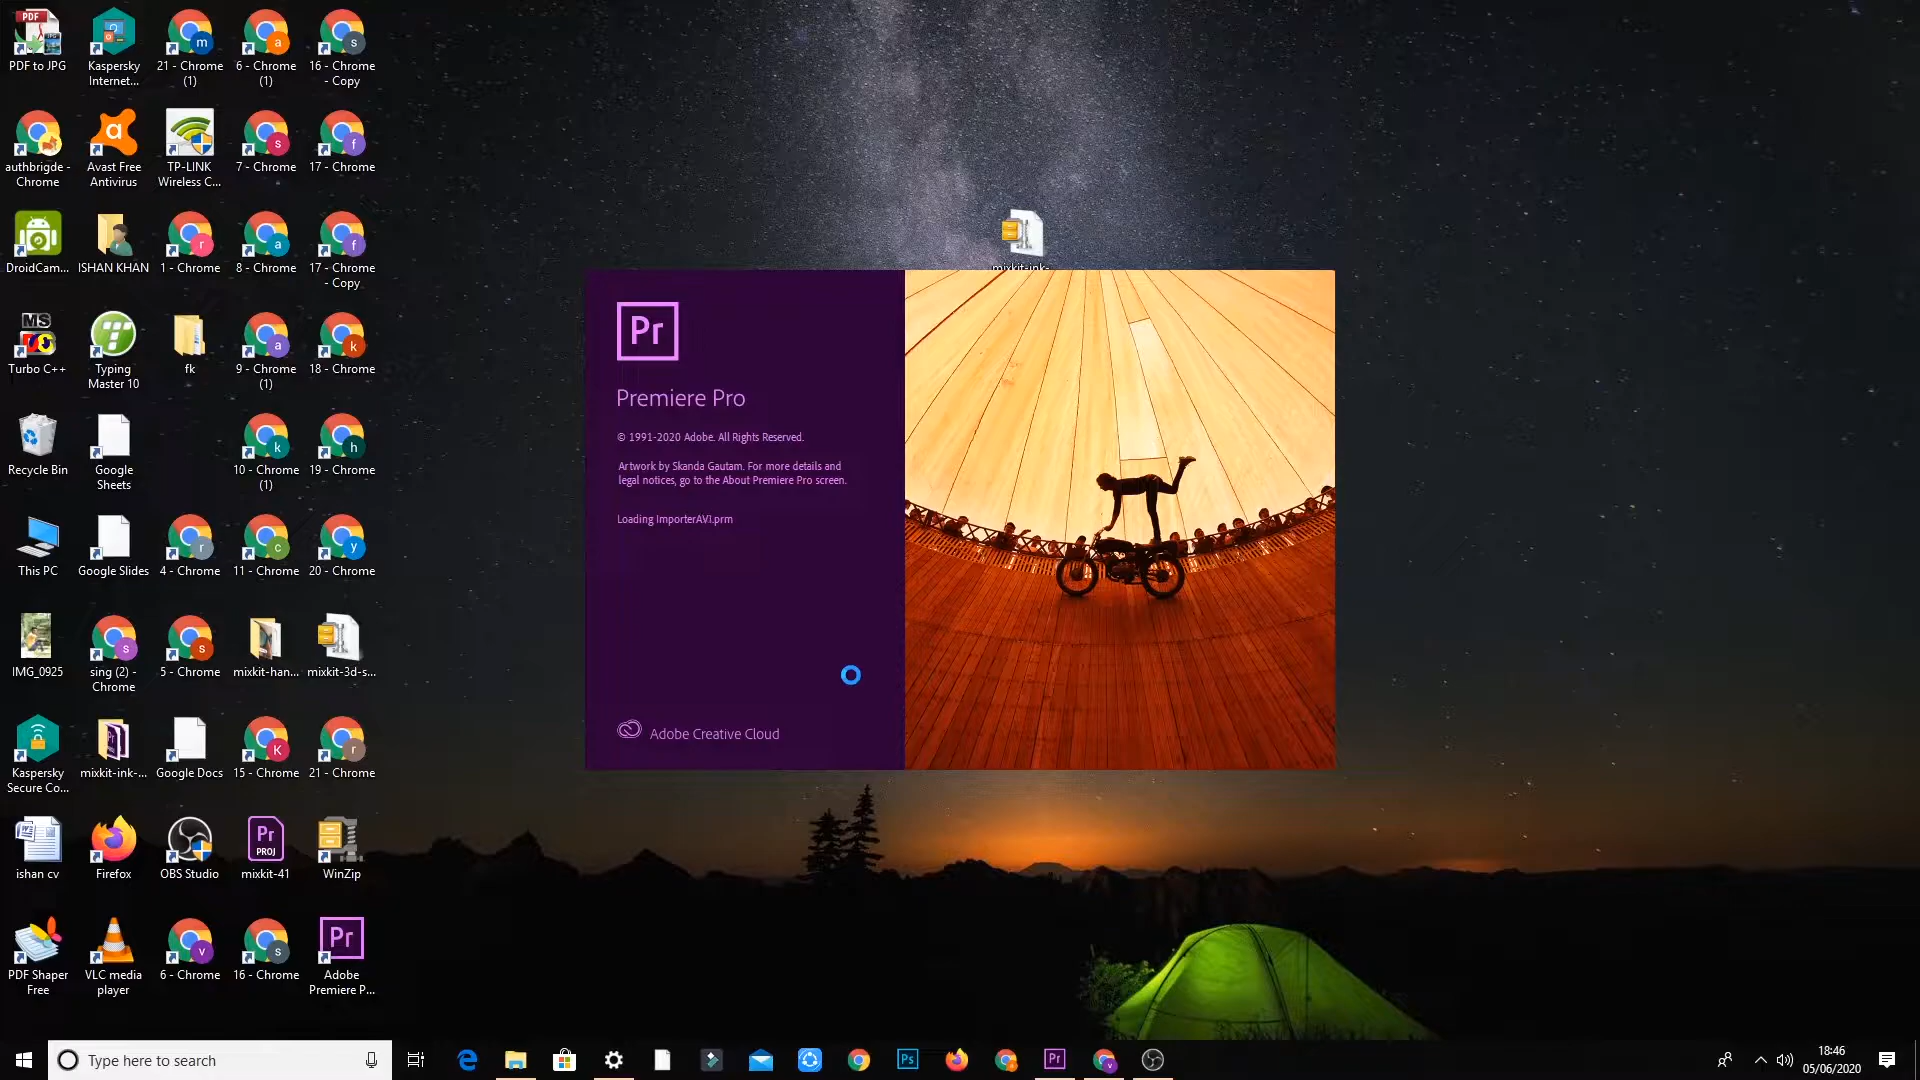 PDF to JPG
Kaspersky
Internet...
21 - Chrome
(1)
6 - Chrome
(1)
16 - Chrome
- Copy
authbrigde -
Chrome
Avast Free
Antivirus
TP-LINK
Wireless C...
7 - Chrome
17 - Chrome
DroidCam...
ISHAN KHAN
1 - Chrome
8 - Chrome
17 - Chrome
- Copy
Turbo C++
Typing
Master 10
fk
9 - Chrome
(1)
18 - Chrome
Recycle Bin
Google
Sheets
10 - Chrome
(1)
19 - Chrome
This PC
Google Slides
4 - Chrome
11 - Chrome
20 - Chrome
IMG_0925
sing (2) -
Chrome
5 - Chrome
mixkit-han...
mixkit-3d-s...
Kaspersky
Secure Co...
mixkit-ink-...
Google Docs
15 - Chrome
21 - Chrome
ishan cv
Firefox
OBS Studio
mixkit-41
WinZip
PDF Shaper
Free
VLC media
player
6 - Chrome
16 - Chrome
Adobe
Premiere P...
mixkit-ink-
Pr
Premiere Pro
© 1991-2020 Adobe. All Rights Reserved.
Artwork by Skanda Gautam. For more details and
legal notices, go to the About Premiere Pro screen.
Loading ImporterAVI.prm
Adobe Creative Cloud
Type here to search
18:46
05/06/2020